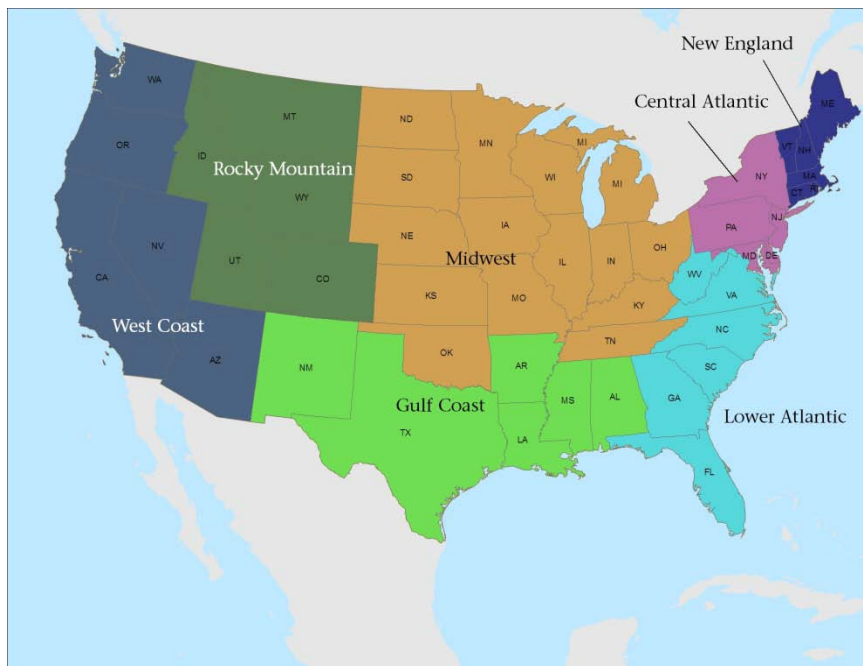 New England
Central Atlantic
WA
MT
ND
ME
OR
ID
MN
MI
VT
NH
Rocky Mountain
WY
SD
WI
MI
NY
MA
CT
RI
NV
NE
IA
PA
NJ
UT
CO
Midwest
IL
IN
OH
MD
DE
CA
KS
MO
WV
VA
KY
West Coast
AZ
NM
OK
AR
TN
NC
SC
Gulf Coast
TX
MS
AL
GA
Lower Atlantic
LA
FL